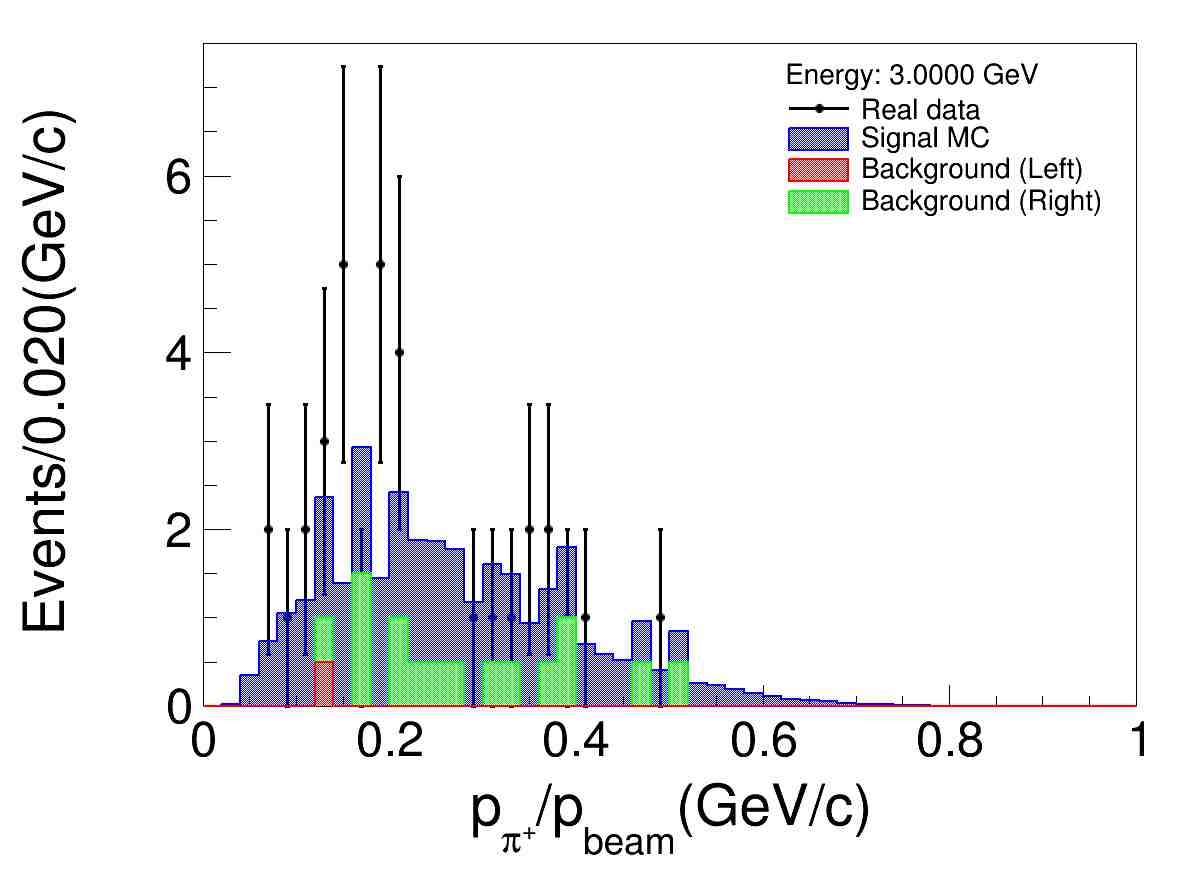 Energy: 3.0000 GeV
Real data
Signal MC
Background (Left)
Background (Right)
Events/0.020(GeV/c)
6
4
2
0
0 0.2 0.4 0.6 0.8 1
pπ+/pbeam(GeV/c)